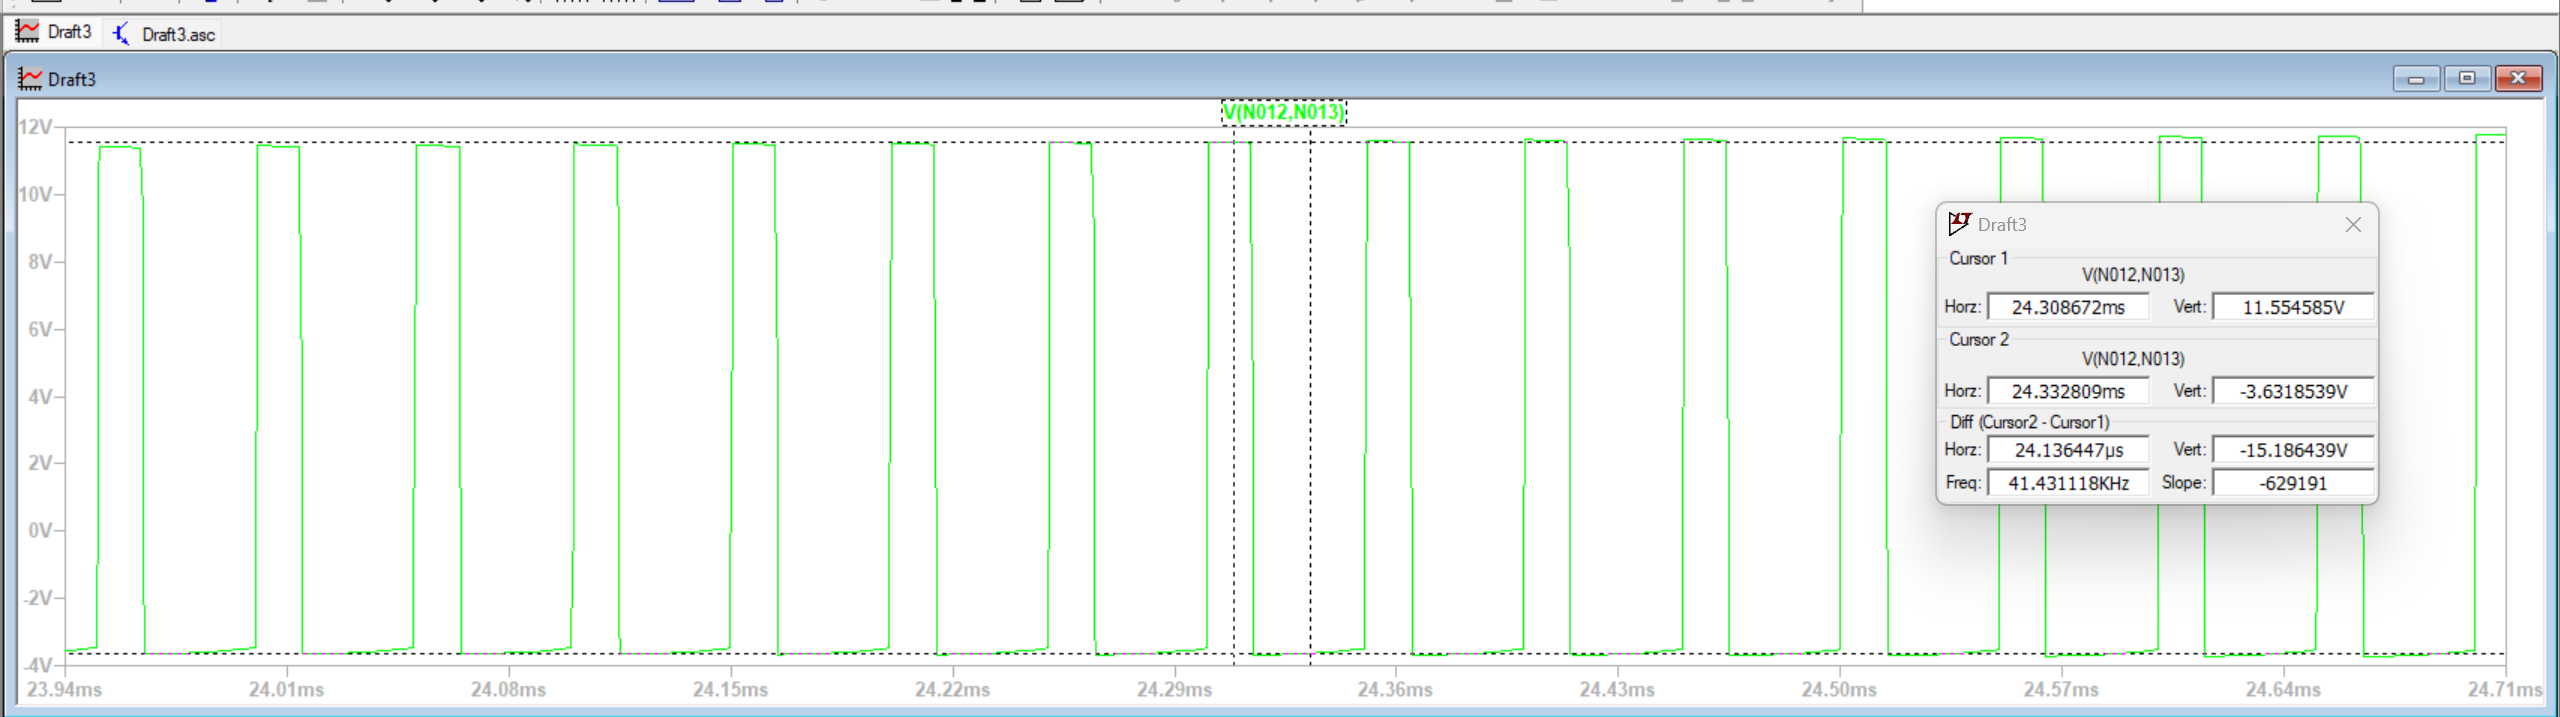 Draft3 Draft3.asc
Draft3
V(N012,N013)
12V
10V
8V
6V
4V
2V
0V
-2V
-4V
23.94ms 24.01ms 24.08ms 24.15ms 24.22ms 24.29ms 24.36ms 24.43ms 24.50ms 24.57ms 24.64ms 24.71ms
Draft3
Cursor 1
V(N012,N013)
Horz: 24.308672ms Vert: 11.554585V
Cursor 2
V(N012,N013)
Horz: 24.332809ms Vert: -3.6318539V
Diff (Cursor2 - Cursor1)
Horz: 24.136447µs Vert: -15.186439V
Freq: 41.431118KHz Slope: -629191